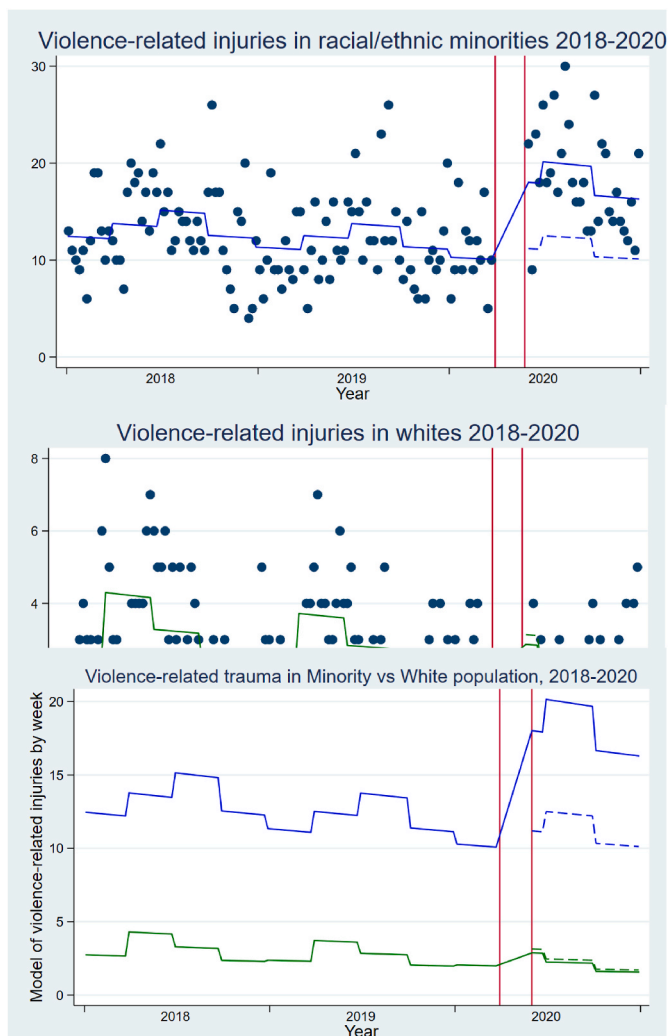 Violence-related injuries in racial/ethnic minorities 2018-2020
30
20
10
0
2018 2019 2020
Year
Violence-related injuries in whites 2018-2020
8
6
4
Violence-related trauma in Minority vs White population, 2018-2020
Model of violence-related injuries by week
20
15
10
5
0
2018 2019 2020
Year